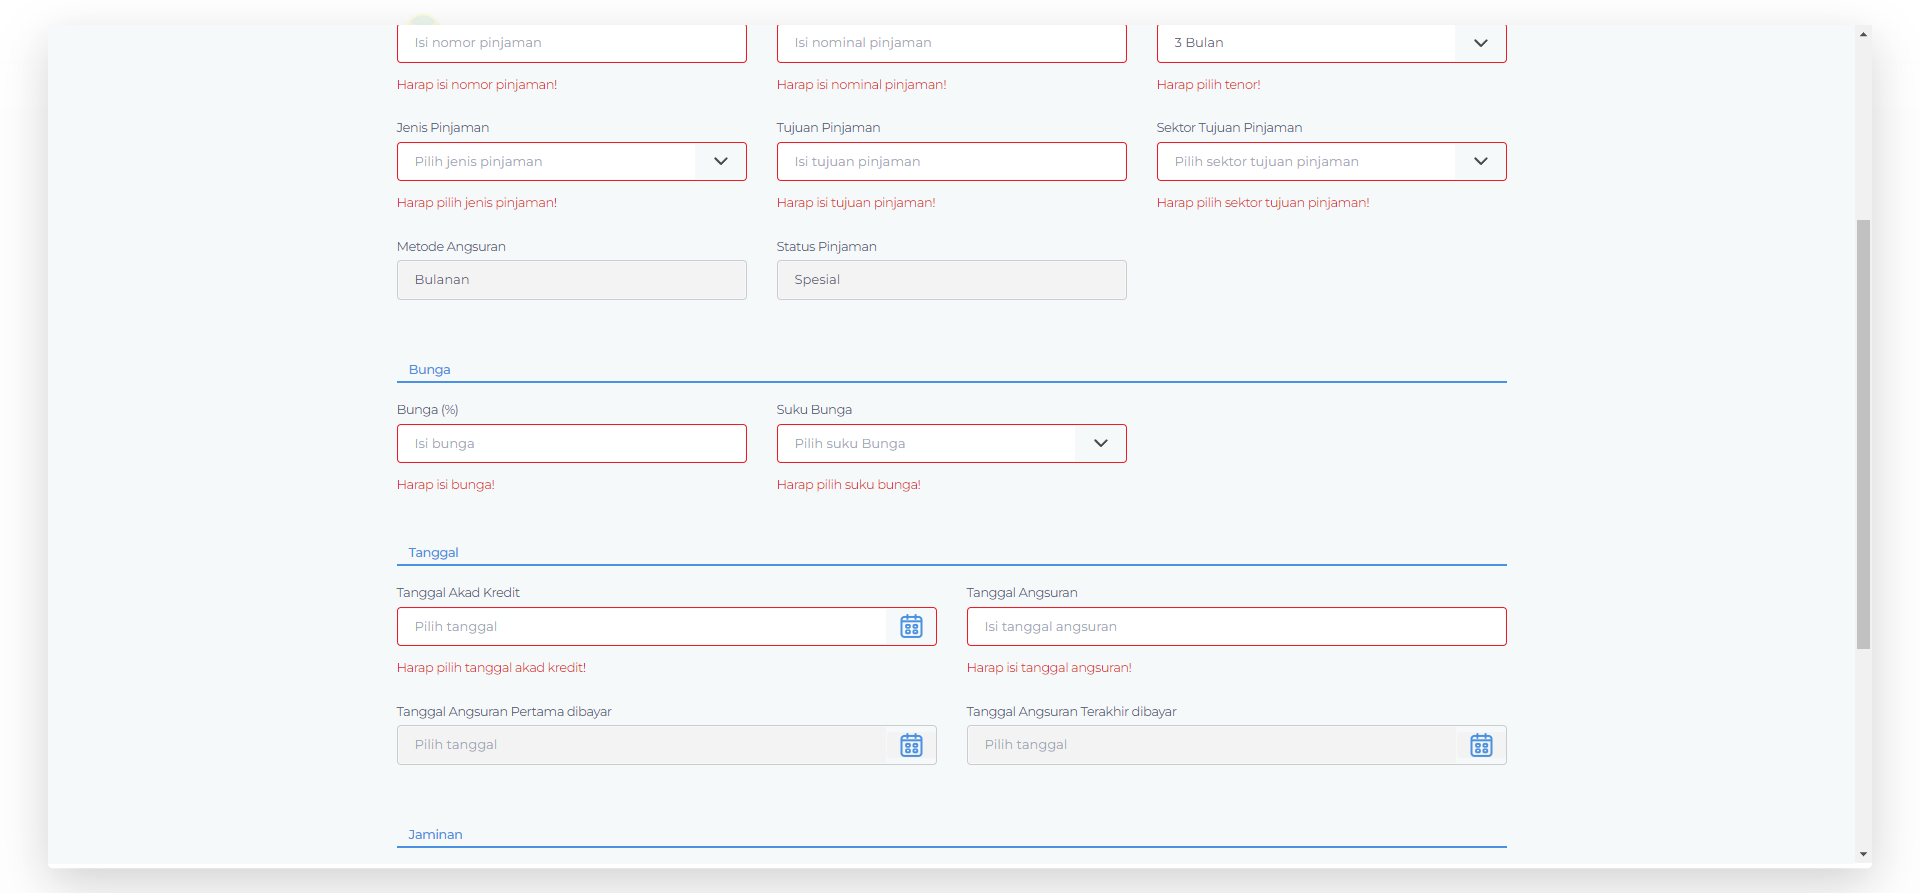 Isi nomor pinjaman
Isi nominal pinjaman
3 Bulan
Harap isi nomor pinjaman!
Harap isi nominal pinjaman!
Harap pilih tenor!
Jenis Pinjaman
Tujuan Pinjaman
Sektor Tujuan Pinjaman
Pilih jenis pinjaman
Isi tujuan pinjaman
Pilih sektor tujuan pinjaman
Harap pilih jenis pinjaman!
Harap isi tujuan pinjaman!
Harap pilih sektor tujuan pinjaman!
Metode Angsuran
Status Pinjaman
Bulanan
Spesial
Bunga
Bunga (%)
Suku Bunga
Isi bunga
Pilih suku Bunga
Harap isi bunga!
Harap pilih suku bunga!
Tanggal
Tanggal Akad Kredit
Tanggal Angsuran
Pilih tanggal
Isi tanggal angsuran
Harap pilih tanggal akad kredit!
Harap isi tanggal angsuran!
Tanggal Angsuran Pertama dibayar
Tanggal Angsuran Terakhir dibayar
Pilih tanggal
Pilih tanggal
Jaminan